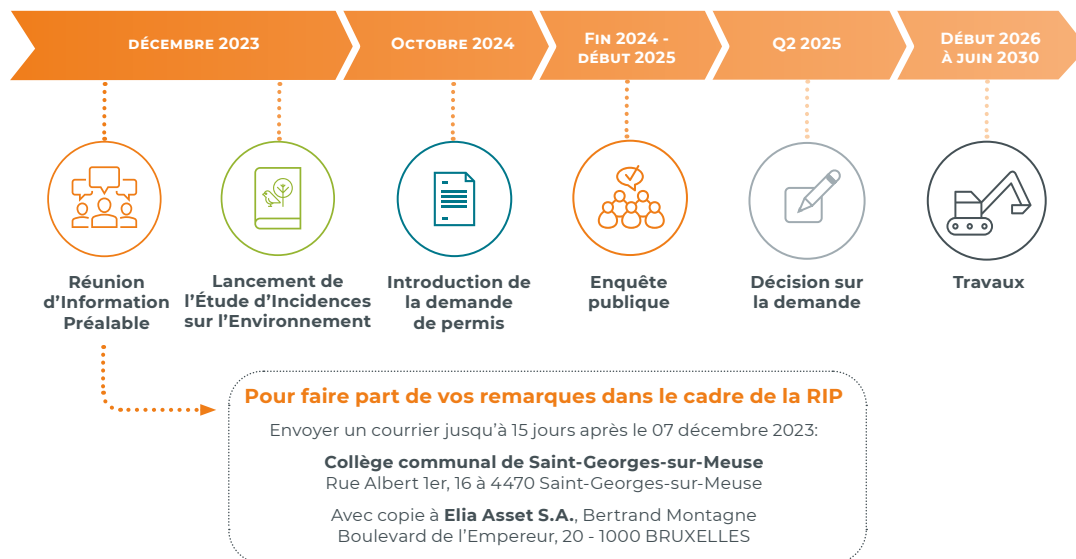 DÉCEMBRE 2023
OCTOBRE 2024
FIN 2024 -
DÉBUT 2025
Q2 2025
DÉBUT 2026
À JUIN 2030
Réunion
d'Information
Préalable
Lancement de
l'Étude d'Incidences
sur l'Environnement
Introduction de
la demande
de permis
Enquête
publique
Décision sur
la demande
Travaux
Pour faire part de vos remarques dans le cadre de la RIP
Envoyer un courrier jusqu'à 15 jours après le 07 décembre 2023:
Collège communal de Saint-Georges-sur-Meuse
Rue Albert 1er, 16 à 4470 Saint-Georges-sur-Meuse
Avec copie à Elia Asset S.A., Bertrand Montagne
Boulevard de l'Empereur, 20 - 1000 BRUXELLES